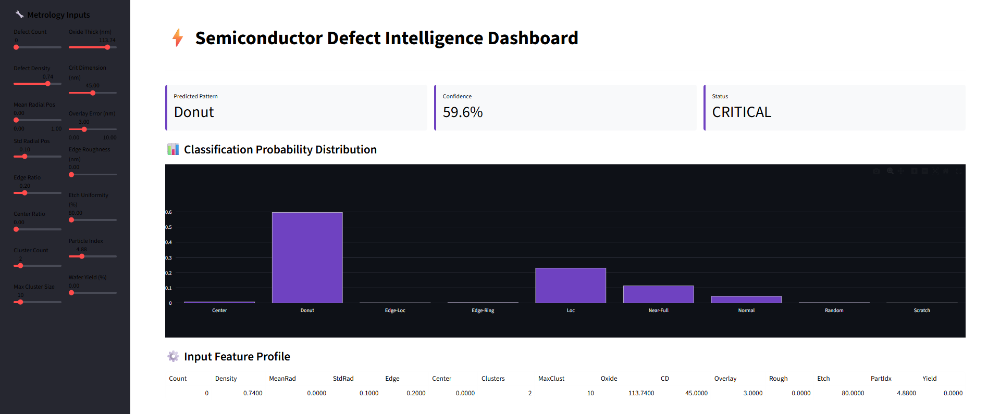 Metrology Inputs
Defect Count
0
Defect Density
0.74
Mean Radial Pos
0.00
0.00 1.00
Std Radial Pos
0.10
Edge Ratio
0.20
Center Ratio
0.00
Cluster Count
2
Max Cluster Size
10
Oxide Thick (nm)
113.74
Crit Dimension
(nm)
45.00
Overlay Error (nm)
3.00
0.00 10.00
Edge Roughness
(nm)
0.00
Etch Uniformity
(%)
80.00
Particle Index
4.88
Wafer Yield (%)
0.00
Semiconductor Defect Intelligence Dashboard
Predicted Pattern
Donut
Confidence
59.6%
Status
CRITICAL
Classification Probability Distribution
0.6
0.5
0.4
0.3
0.2
0.1
0
Center Donut Edge-Loc Edge-Ring Loc Near-Full Normal Random Scratch
Input Feature Profile
Count Density MeanRad StdRad Edge Center Clusters MaxClust Oxide CD Overlay Rough Etch PartIdx Yield
0 0.7400 0.0000 0.1000 0.2000 0.0000 2 10 113.7400 45.0000 3.0000 0.0000 80.0000 4.8800 0.0000